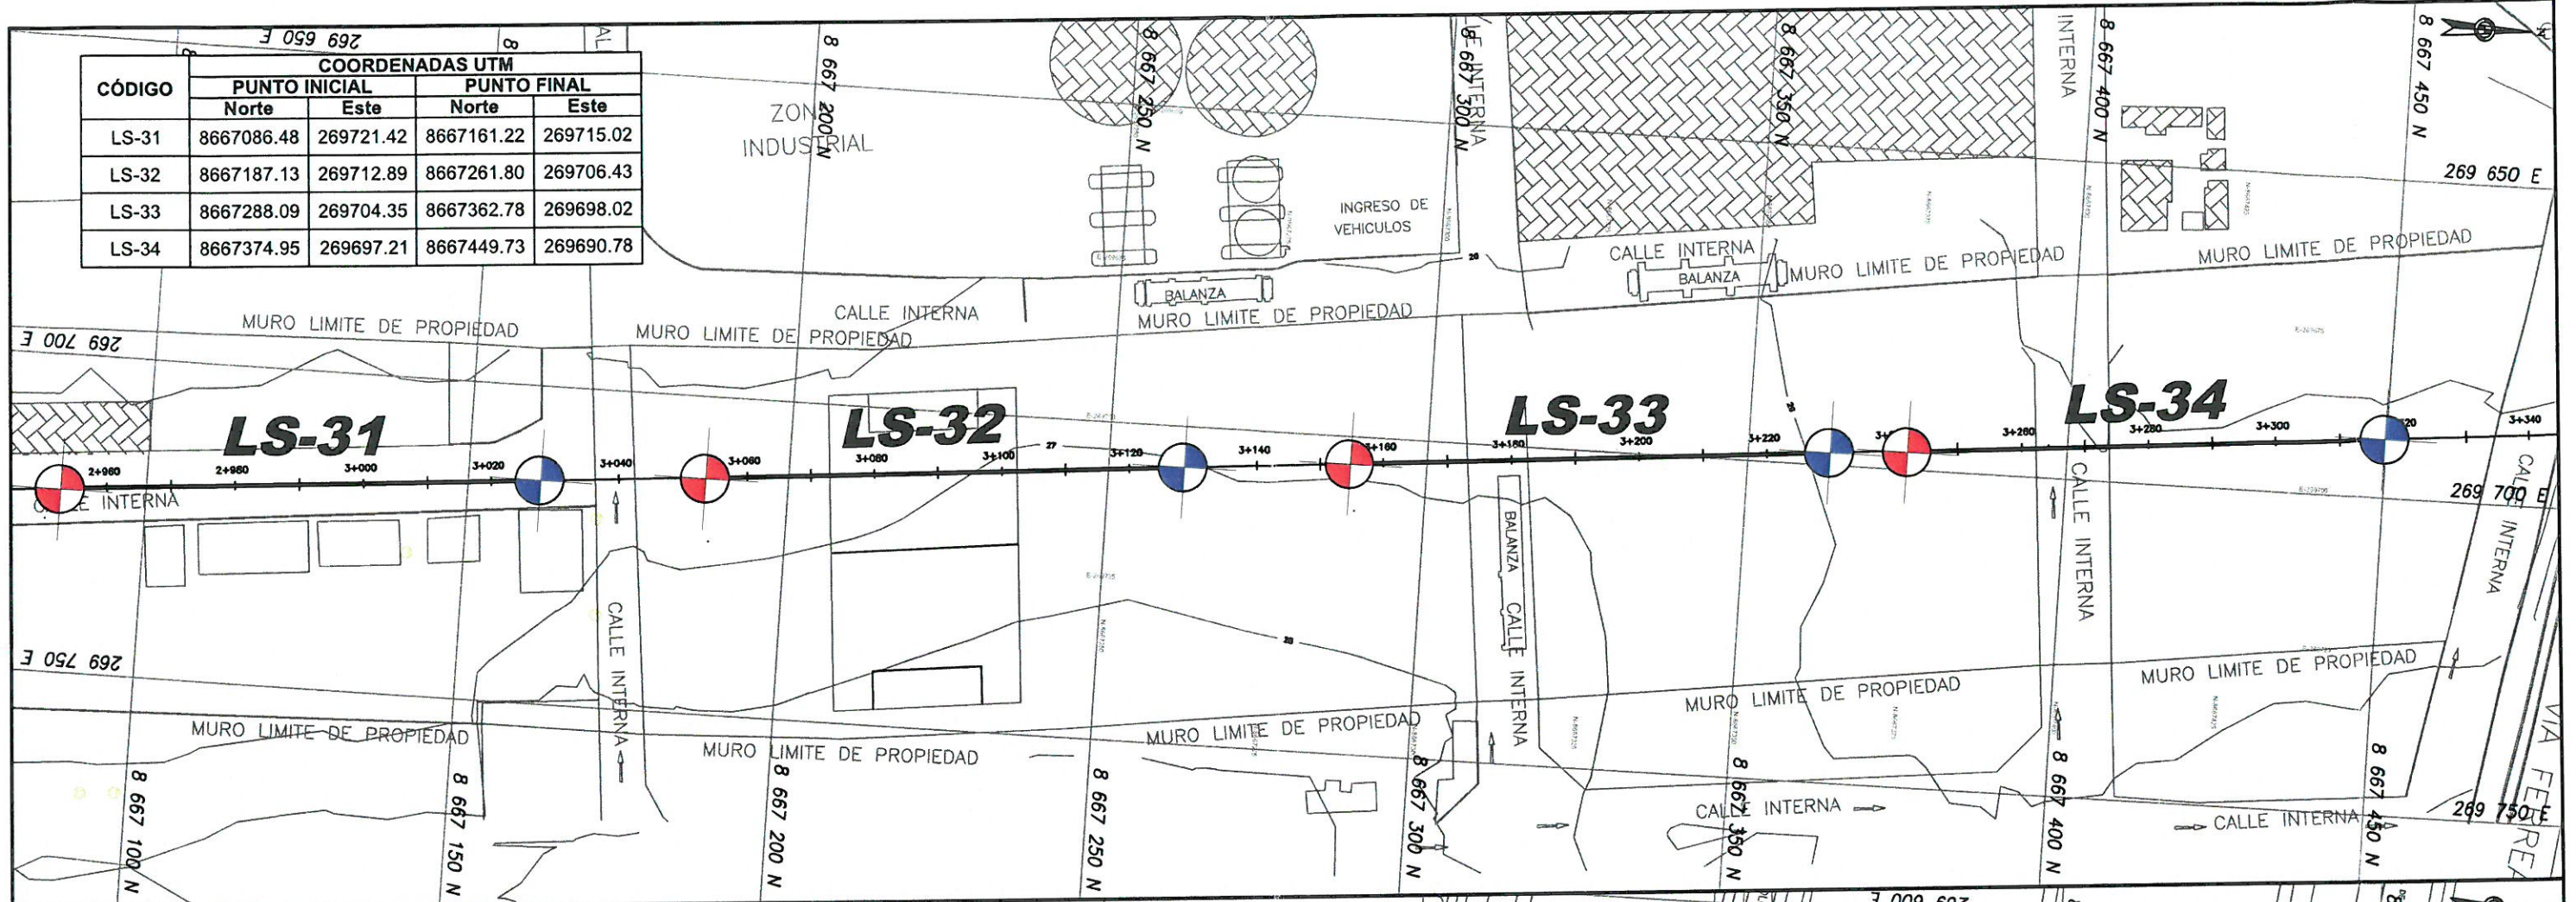 269 650 E
CÓDIGO
COORDENADAS UTM
PUNTO INICIAL PUNTO FINAL
Norte Este Norte Este
LS-31 8667086.48 269721.42 8667161.22 269715.02
LS-32 8667187.13 269712.89 8667261.80 269706.43
LS-33 8667288.09 269704.35 8667362.78 269698.02
LS-34 8667374.95 269697.21 8667449.73 269690.78
8 667 200 N
8 667 250 N
8 667 300 N
8 667 350 N
8 667 400 N
8 667 450 N
INTERNA
INTERNA
INDUSTRIAL
INGRESO DE
VEHICULOS
269 650 E
CALLE INTERNA
BALANZA
MURO LIMITE DE PROPIEDAD
MURO LIMITE DE PROPIEDAD
BALANZA
CALLE INTERNA
MURO LIMITE DE PROPIEDAD
MURO LIMITE DE PROPIEDAD
MURO LIMITE DE PROPIEDAD
269 700 E
LS-31
LS-32
LS-33
LS-34
2+960
2+980
3+000
3+020
3+040
3+060
3+080
3+100
27
3+120
3+140
3+160
3+180
3+200
3+220
3+260
3+280
3+300
3+340
INTERNA
269 700 E
CALLE INTERNA
BALANZA
CALLE INTERNA
CALLE INTERNA
CALLE INTERNA
269 750 E
MURO LIMITE DE PROPIEDAD
MURO LIMITE DE PROPIEDAD
MURO LIMITE DE PROPIEDAD
MURO LIMITE DE PROPIEDAD
MURO LIMITE DE PROPIEDAD
8 667 100 N
8 667 150 N
8 667 200 N
8 667 250 N
8 667 300 N
8 667 350 N
8 667 400 N
8 667 450 N
CALLE INTERNA
CALLE INTERNA
269 750 E
VIA FERREA